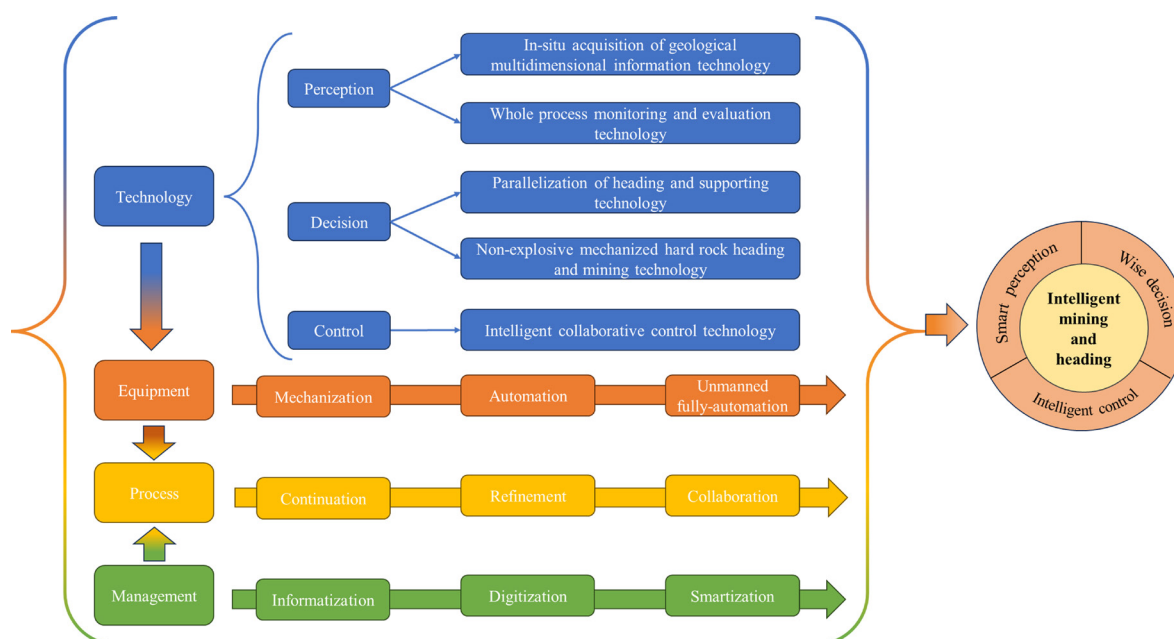 In-situ acquisition of geological
multidimensional information technology
Perception
Whole process monitoring and evaluation
technology
Technology
Parallelization of heading and supporting
technology
Decision
Non-explosive mechanized hard rock heading
and mining technology
Control
Intelligent collaborative control technology
Equipment
Mechanization
Automation
Unmanned
fully-automation
Process
Continuation
Refinement
Collaboration
Management
Informatization
Digitization
Smartization
Smart perception
Wise decision
Intelligent
mining
and
heading
Intelligent control